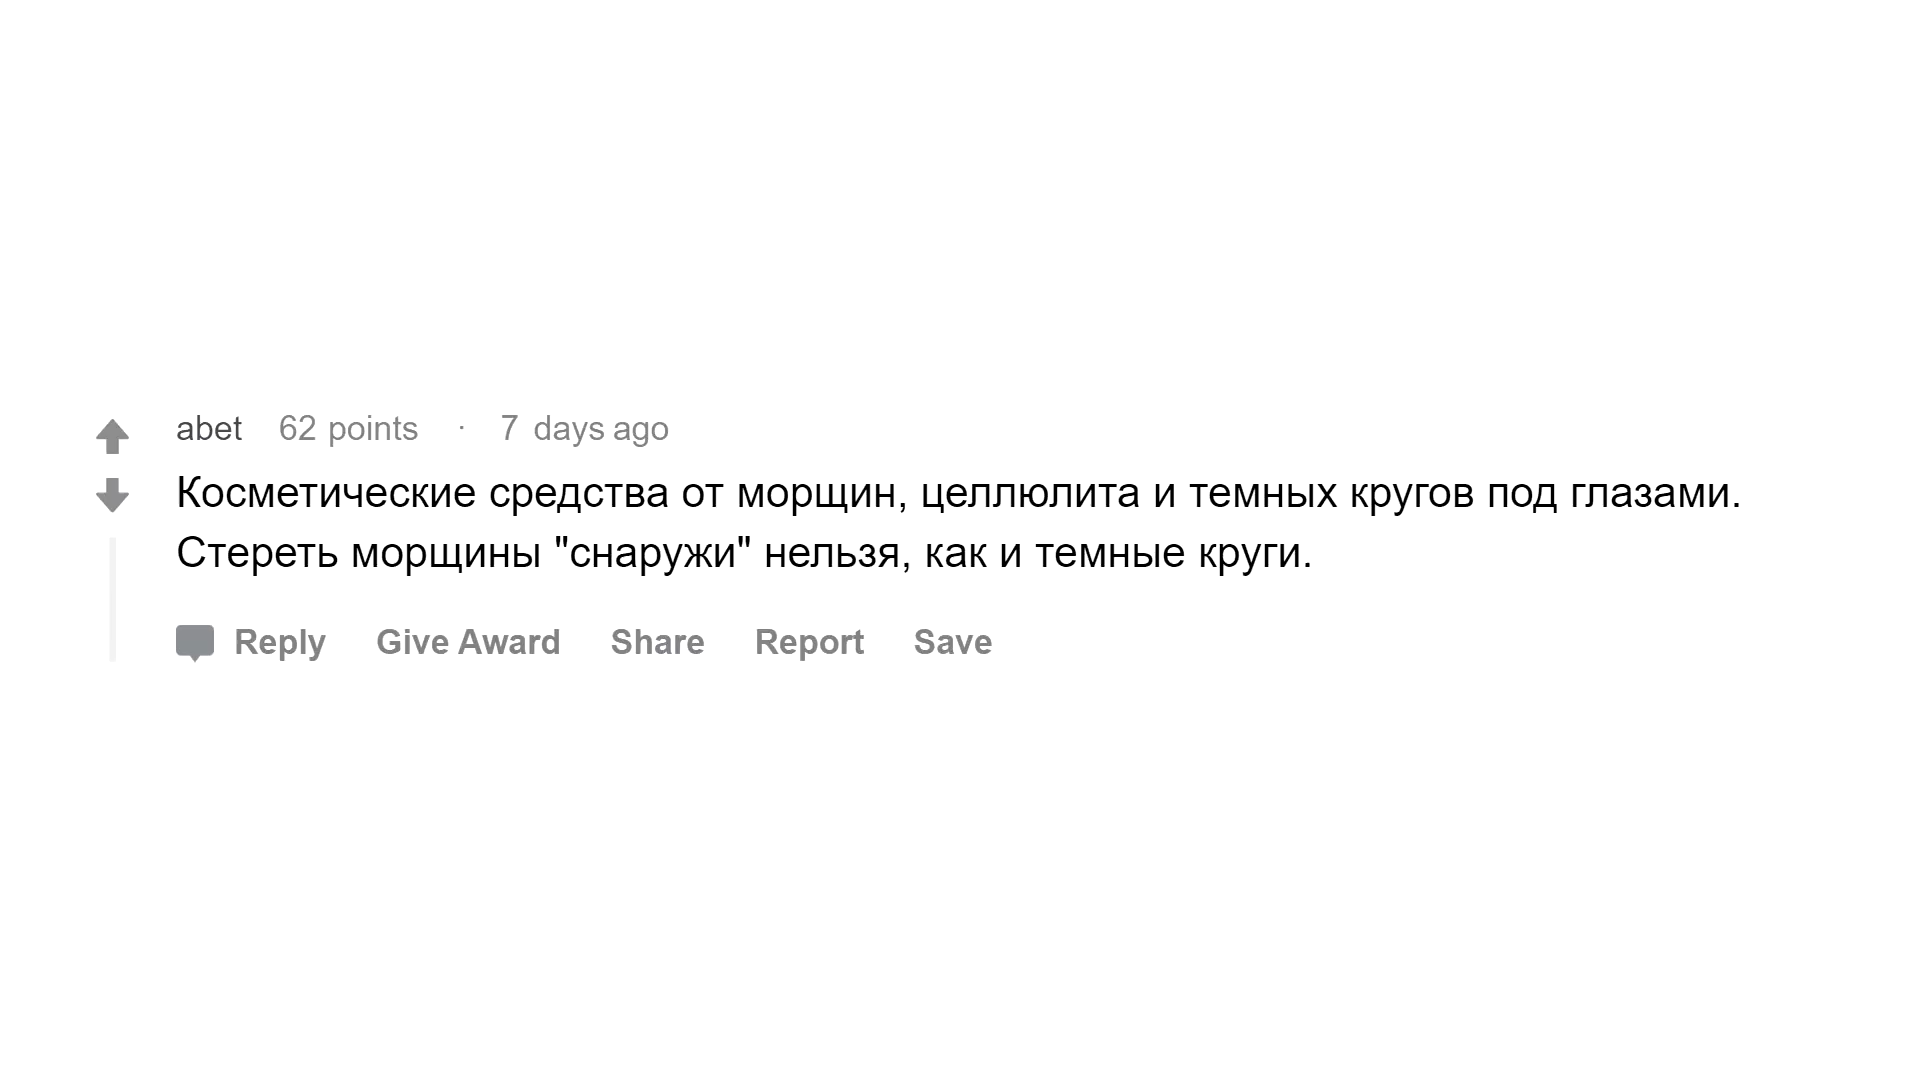 abet 62 points · 7 days ago
Косметические средства от морщин, целлюлита и темных кругов под глазами.
Стереть морщины "снаружи" нельзя, как и темные круги.
Reply Give Award Share Report Save